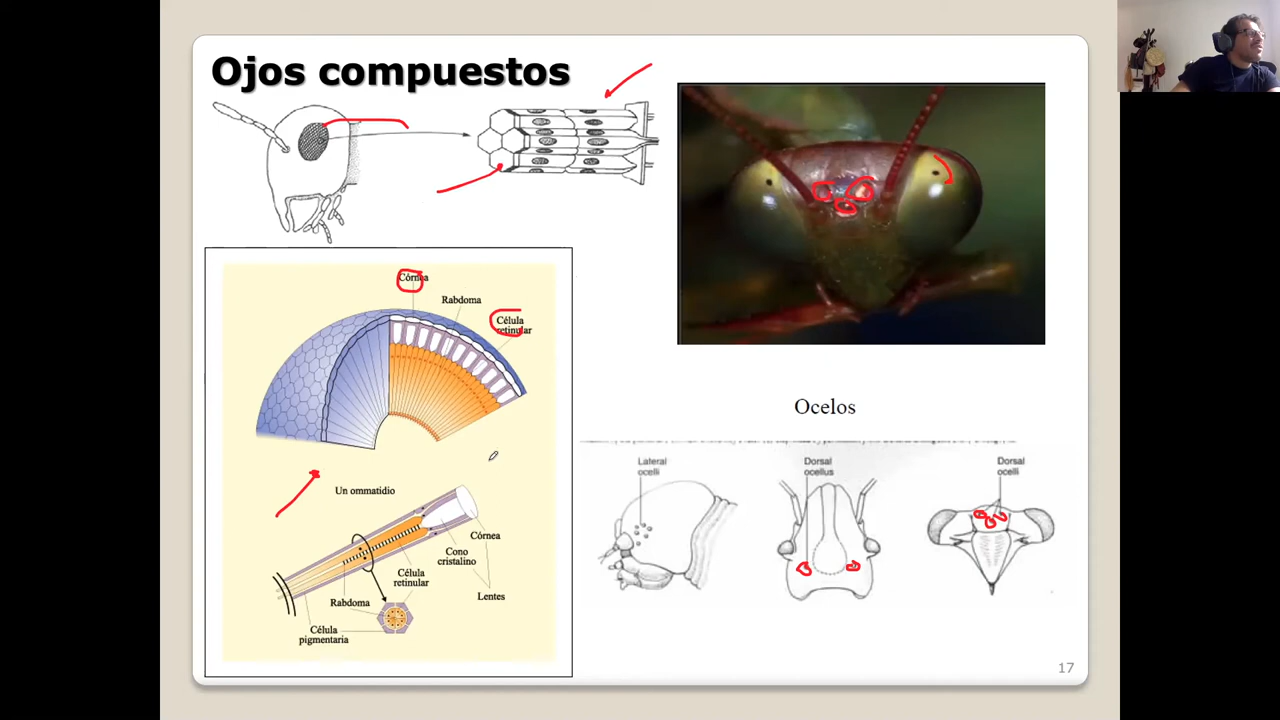 Ojos compuestos
Córnea
Rabdoma
Célula
retinular
Un ommatidio
Córnea
Cono
cristalino
Célula
retinular
Lentes
Rabdoma
Célula
pigmentaria
Ocelos
Lateral
ocelli
Dorsal
ocellus
Dorsal
ocelli
17